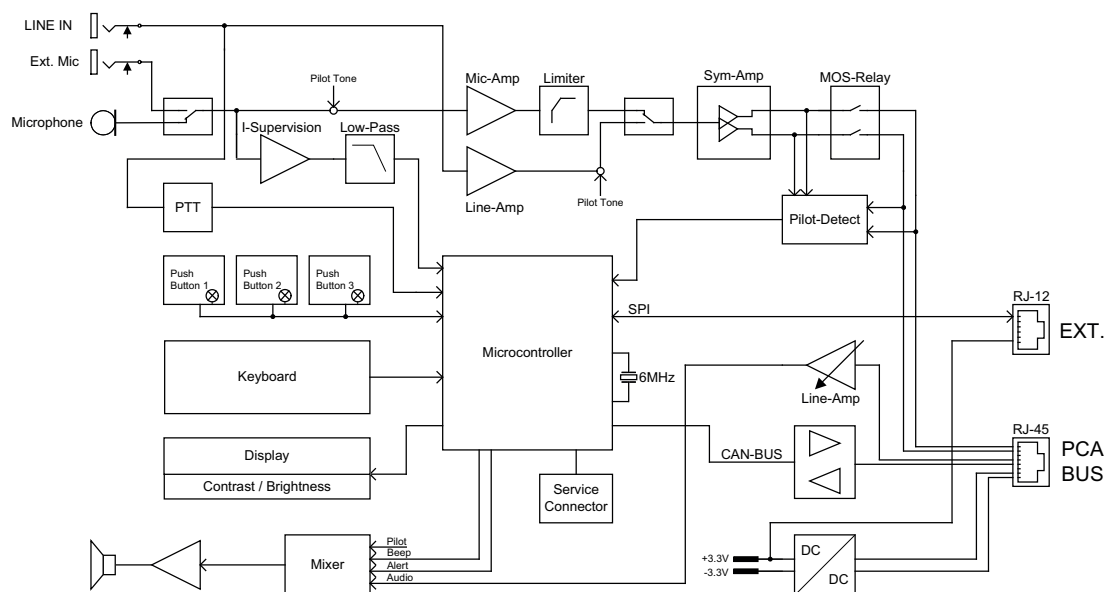 LINE IN
Ext. Mic
Microphone
Pilot Tone
Mic-Amp
Limiter
Sym-Amp
MOS-Relay
I-Supervision
Low-Pass
Line-Amp
Pilot Tone
PTT
Pilot-Detect
Push
Button 1
Push
Button 2
Push
Button 3
SPI
RJ-12
EXT.
Microcontroller
Keyboard
6MHz
Line-Amp
RJ-45
PCA
BUS
Display
Contrast / Brightness
CAN-BUS
Service
Connector
Mixer
Pilot
Beep
Alert
Audio
+3.3V
-3.3V
DC
DC